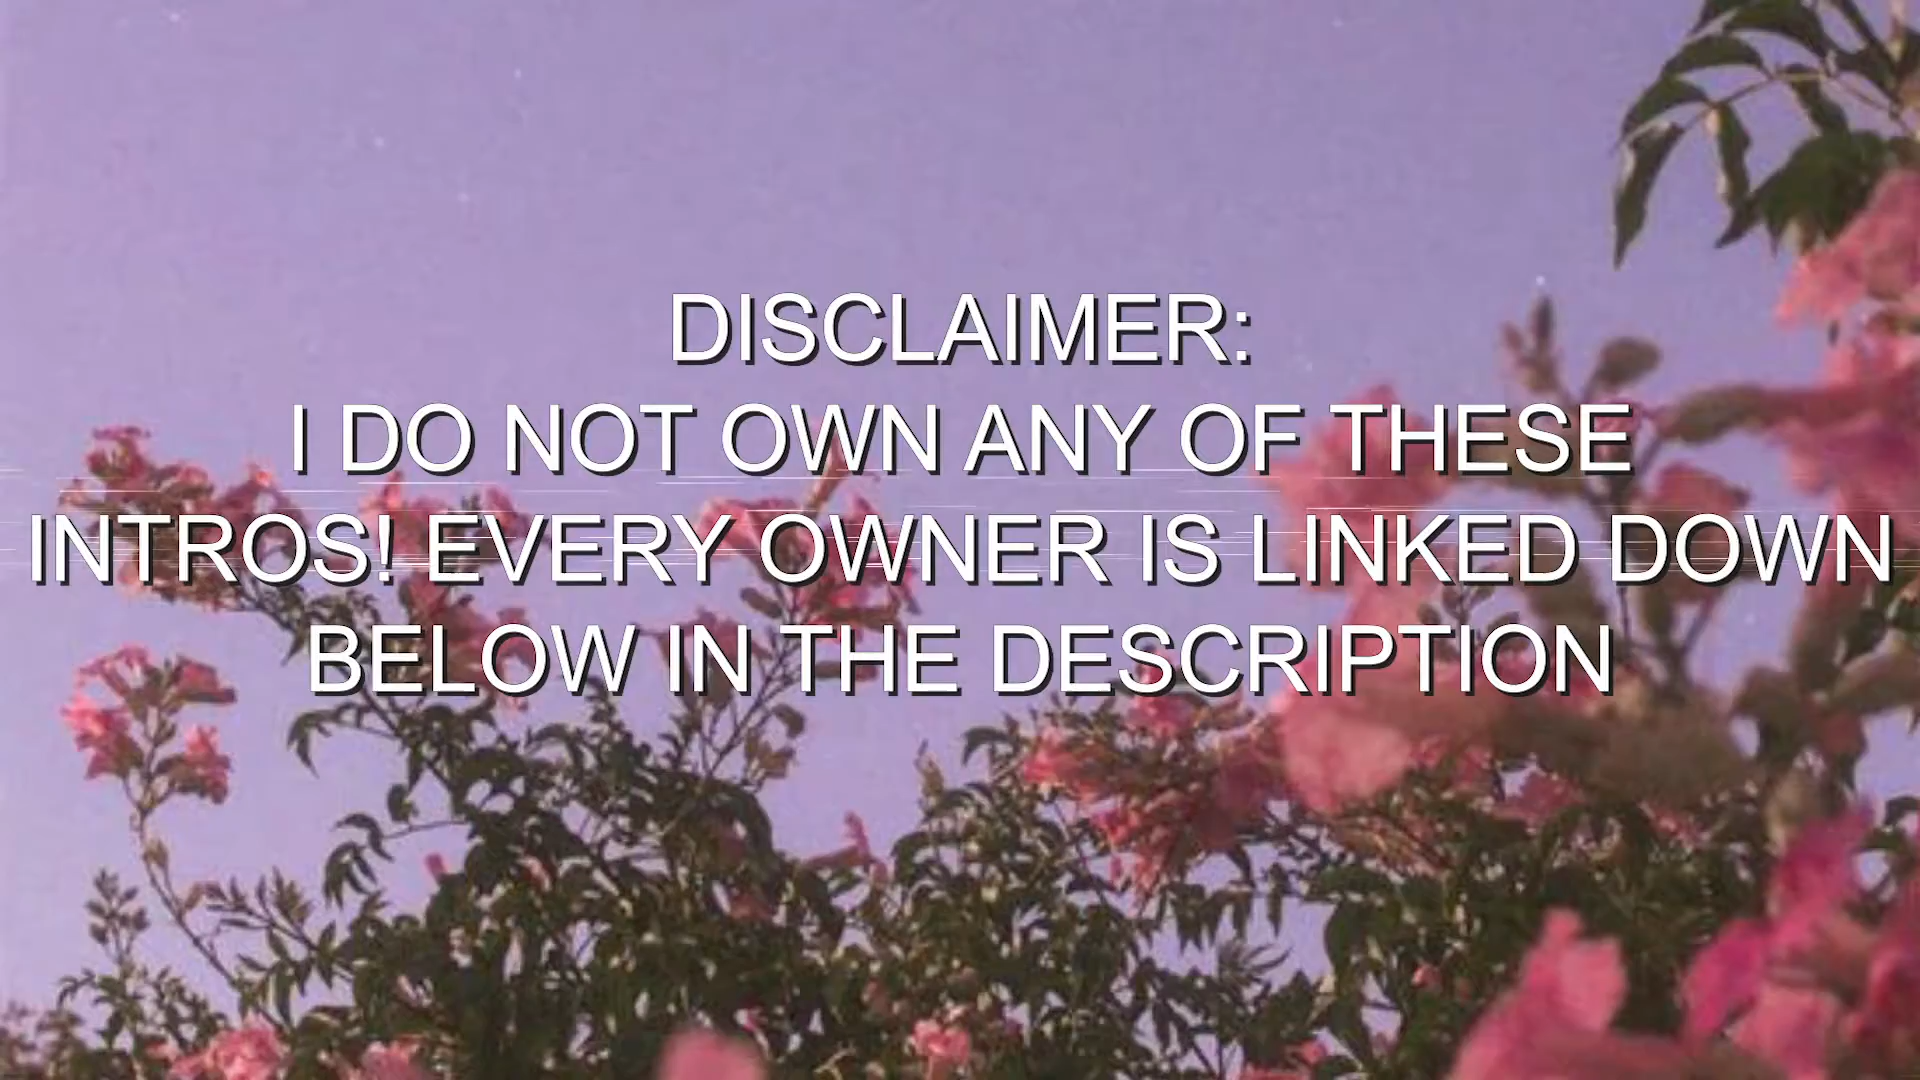 DISCLAIMER:
I DO NOT OWN ANY OF THESE
INTROS! EVERY OWNER IS LINKED DOWN
BELOW IN THE DESCRIPTION